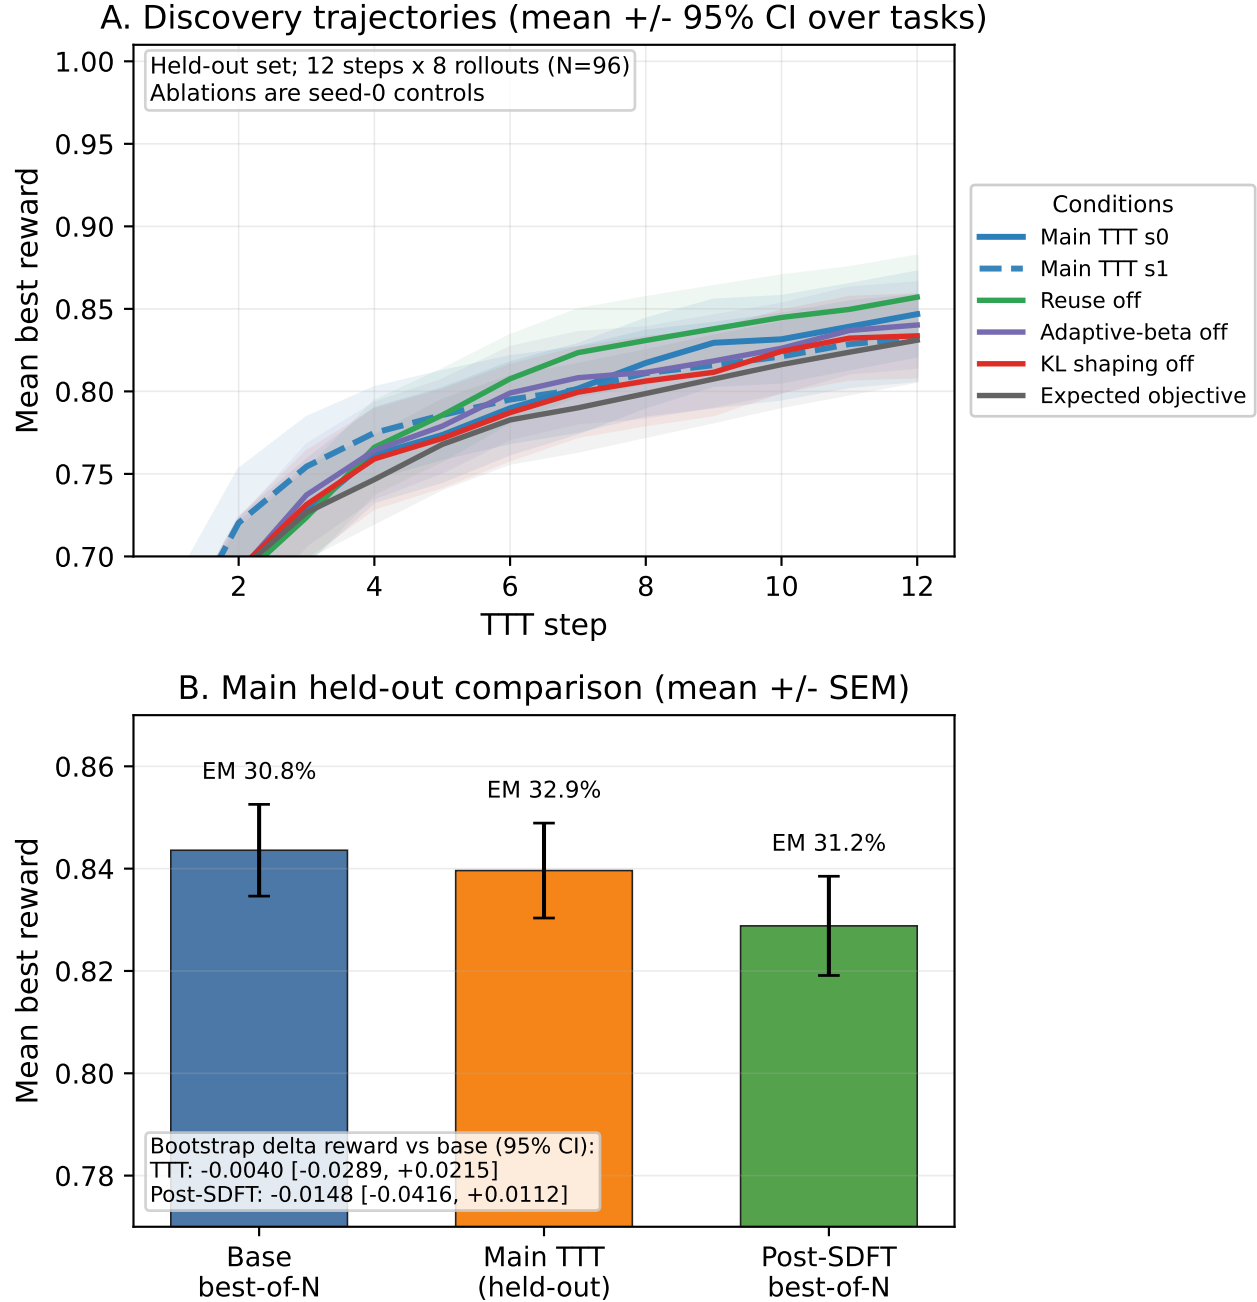 A. Discovery trajectories (mean +/- 95% CI over tasks)
Held-out set; 12 steps x 8 rollouts (N=96)
Ablations are seed-0 controls
Mean best reward
1.00
0.95
0.90
0.85
0.80
0.75
0.70
2
4
6
8
10
12
TTT step
Conditions
Main TTT s0
Main TTT s1
Reuse off
Adaptive-beta off
KL shaping off
Expected objective
B. Main held-out comparison (mean +/- SEM)
Mean best reward
0.86
0.84
0.82
0.80
0.78
EM 30.8%
EM 32.9%
EM 31.2%
Bootstrap delta reward vs base (95% CI):
TTT: -0.0040 [-0.0289, +0.0215]
Post-SDFT: -0.0148 [-0.0416, +0.0112]
Base
best-of-N
Main TTT
(held-out)
Post-SDFT
best-of-N